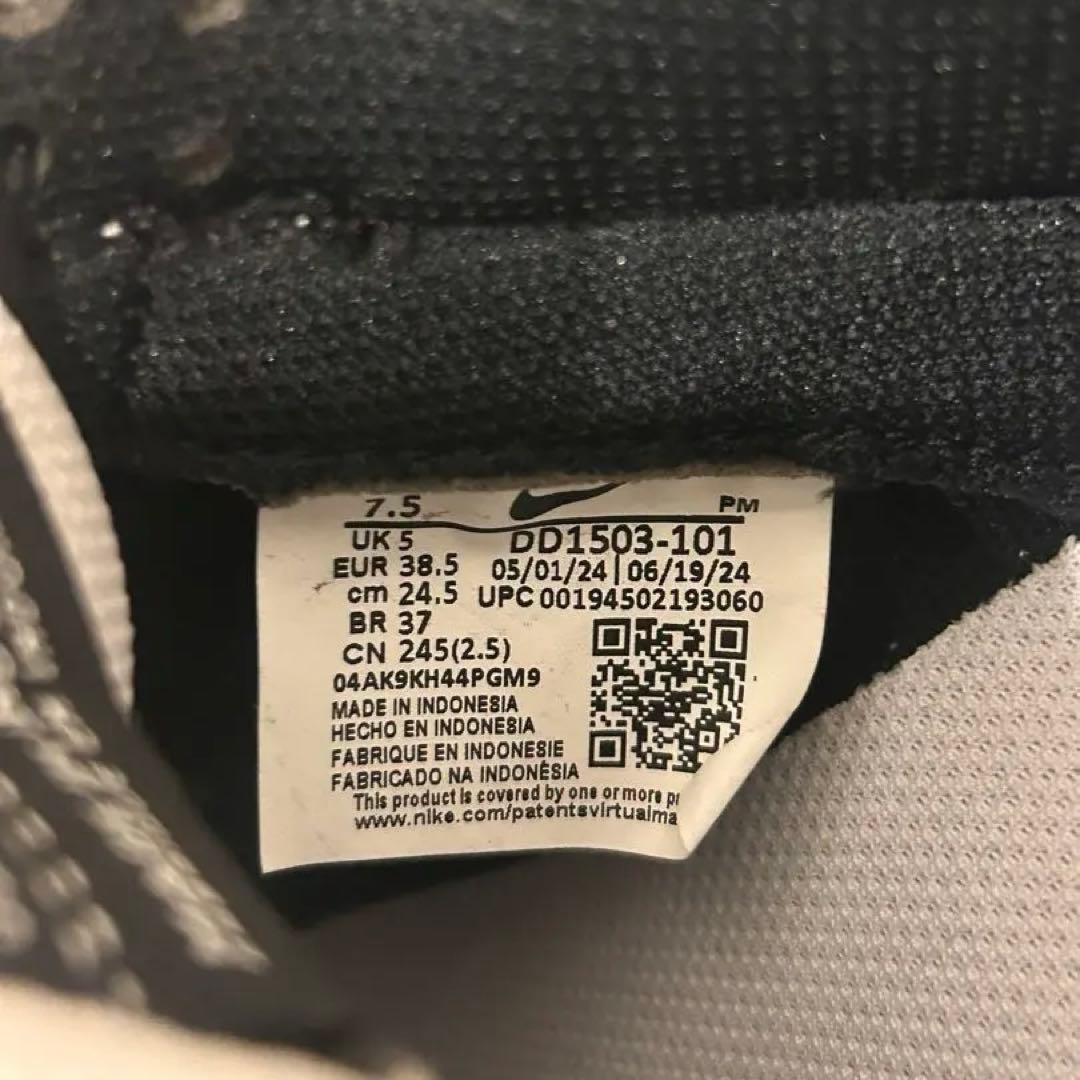 7.5 PM
UK 5 DD1503-101
EUR 38.5 05/01/24 | 06/19/24
cm 24.5 UPC 00194502193060
BR 37
CN 245(2.5)
04AK9KH44PGM9
MADE IN INDONESIA
HECHO EN INDONESIA
FABRIQUE EN INDONESIE
FABRICADO NA INDONÉSIA
This product is covered by one or more
www.nike.com/patentsvirtualma